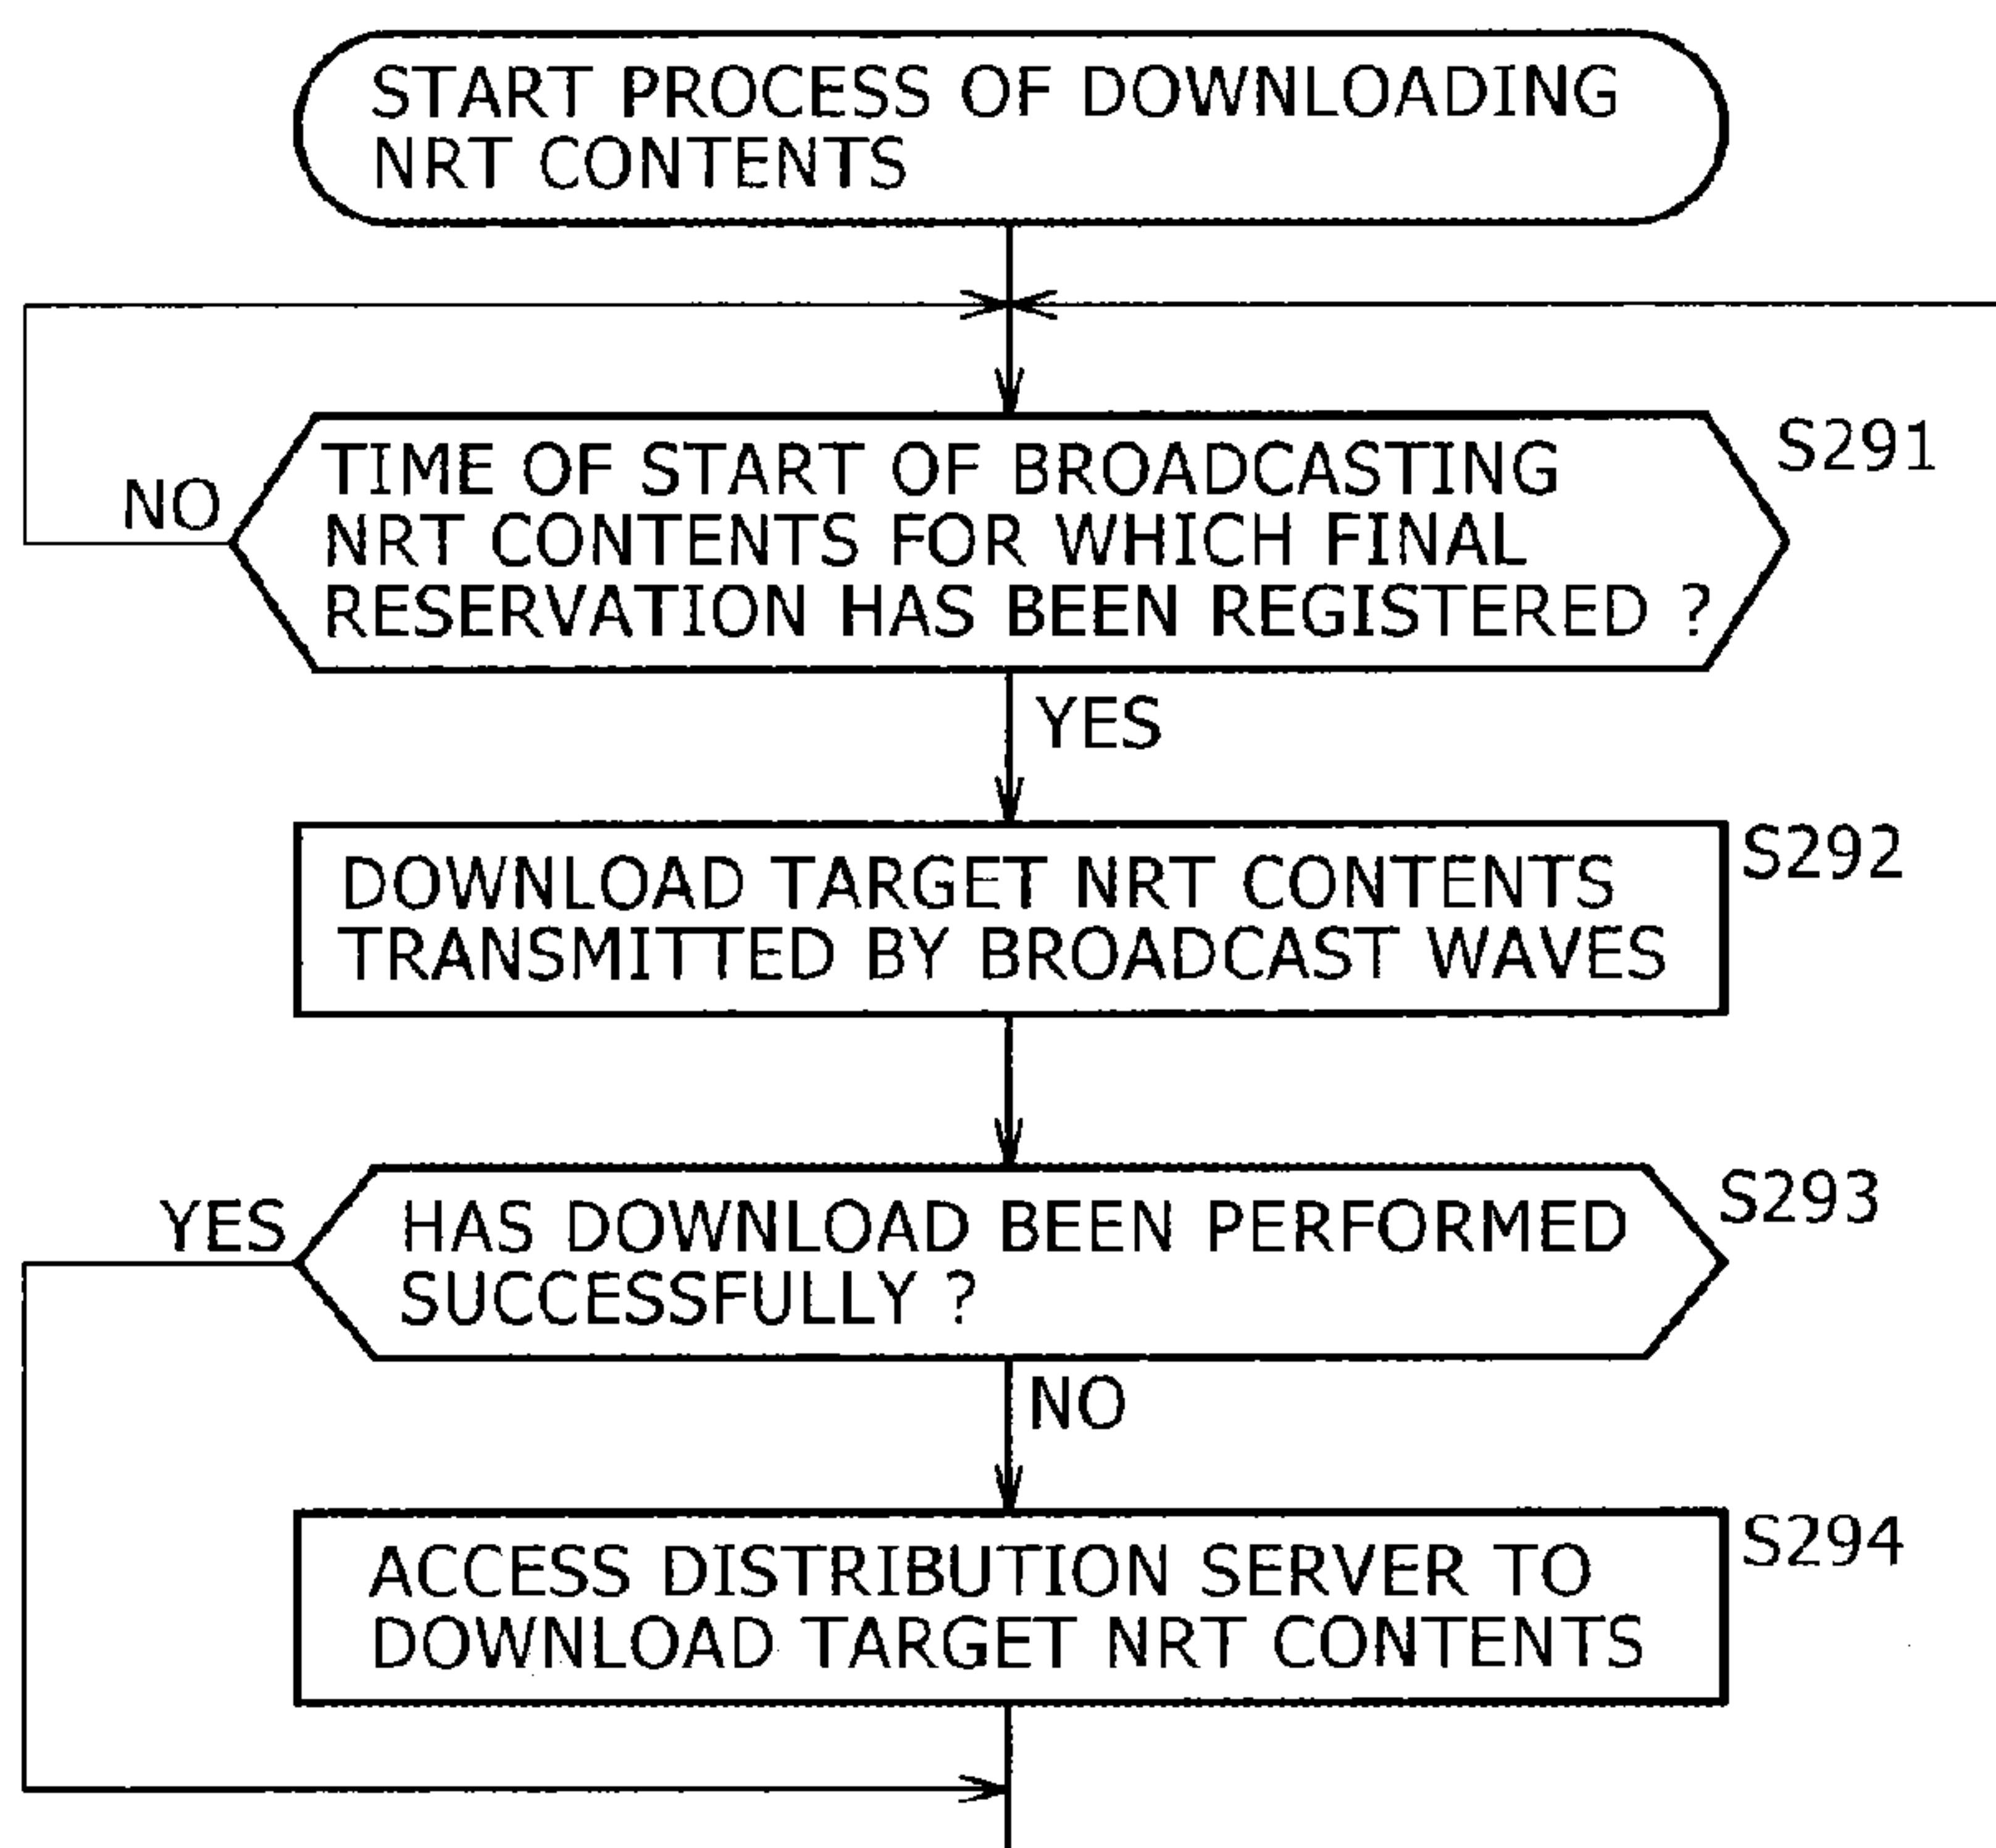 START PROCESS OF DOWNLOADING
NRT CONTENTS
S291
TIME OF START OF BROADCASTING
NRT CONTENTS FOR WHICH FINAL
RESERVATION HAS BEEN REGISTERED ?
NO
YES
S292
DOWNLOAD TARGET NRT CONTENTS
TRANSMITTED BY BROADCAST WAVES
S293
YES
HAS DOWNLOAD BEEN PERFORMED
SUCCESSFULLY ?
NO
S294
ACCESS DISTRIBUTION SERVER TO
DOWNLOAD TARGET NRT CONTENTS